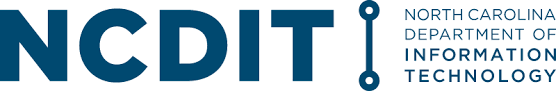 NCDIT
NORTH CAROLINA
DEPARTMENT OF
INFORMATION
TECHNOLOGY